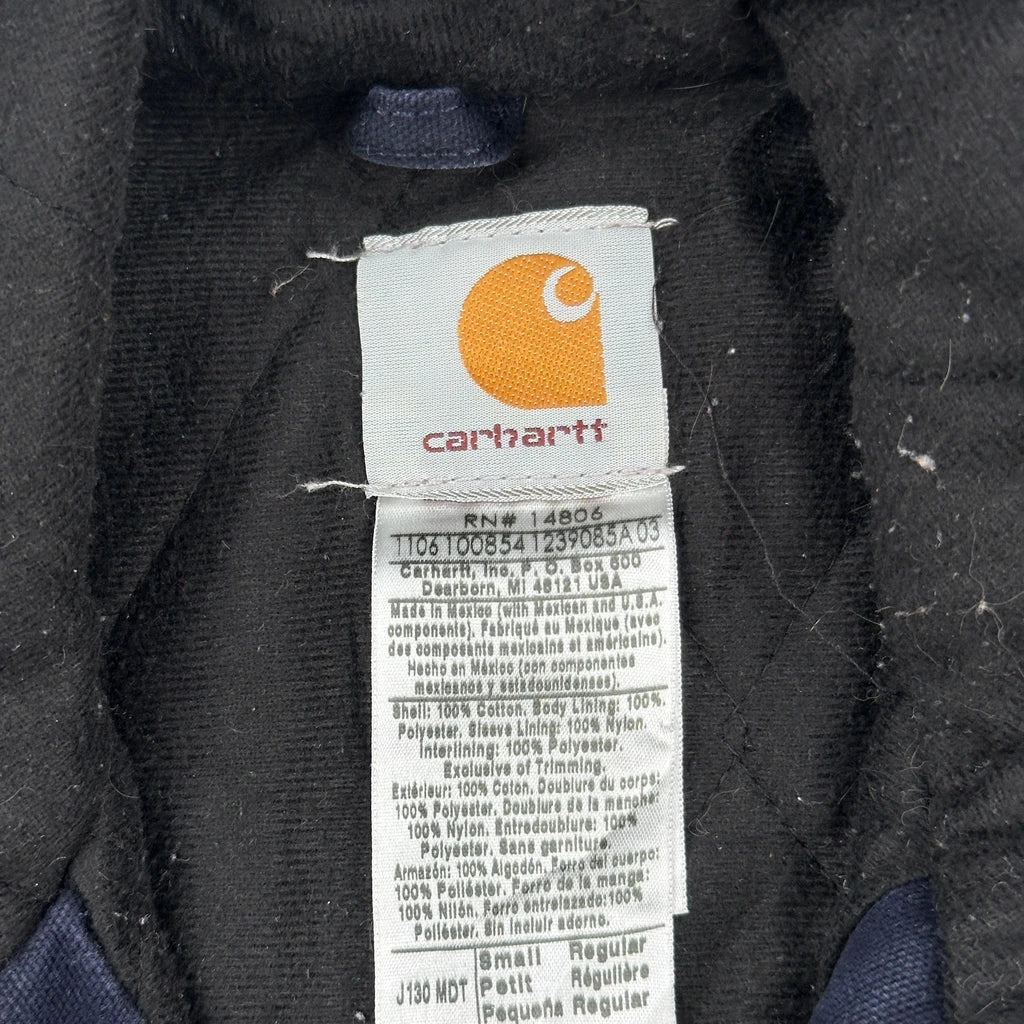 carhartt
RN# 14806
1106100854 1239085A 03
Carhartt, Inc. P. O. Box 600
Dearborn, MI 48121 USA
Made in Mexico (with Mexican and U.S.A.
components). Fabriqué au Mexique (avec
des composants mexicains et américains).
Hecho en México (con componentes
mexicanos y estadounidenses).
Shell: 100% Cotton. Body Lining: 100%.
Polyester. Sleeve Lining: 100% Nylon.
Interlining: 100% Polyester.
Exclusive of Trimming.
Extérieur: 100% Coton. Doublure du corps:
100% Polyester. Doublure de la manche:
100% Nylon. Entredoublure: 100%
Polyester. Sans garniture.
Armazón: 100% Algodón. Forro del cuerpo:
100% Poliéster. Forro de la manga:
100% Nilón. Forro entrelazado: 100%
Poliéster. Sin incluir adorno.
J130 MDT
Small Regular
Petit Régulière
Pequeña Regular